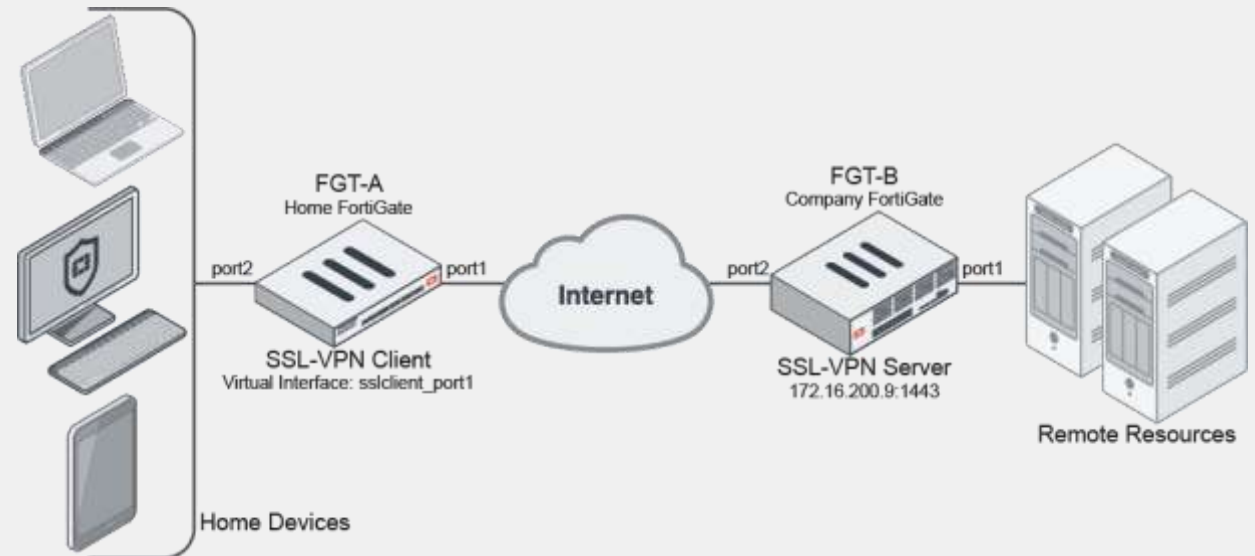 FGT-A
Home FortiGate
port2
port1
SSL-VPN Client
Virtual Interface: sslclient_port1
Internet
FGT-B
Company FortiGate
port2
port1
SSL-VPN Server
172.16.200.9:1443
Remote Resources
Home Devices